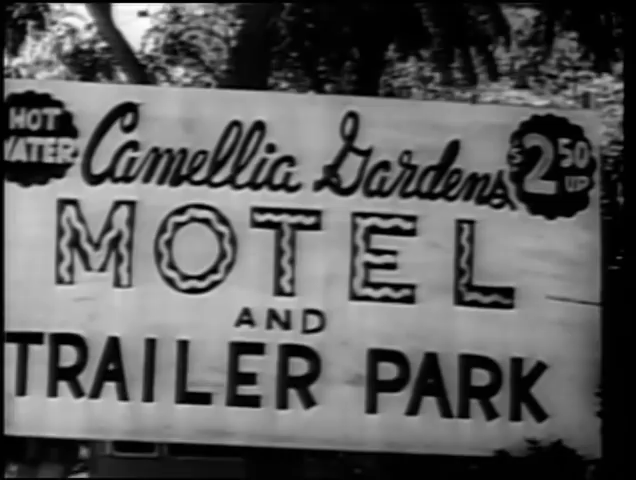 HOT
WATER
Camellia Gardens
$2.50
UP
MOTEL
AND
TRAILER PARK